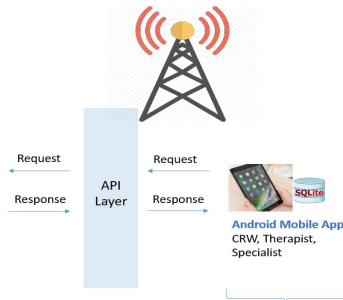 Request
Request
API
Layer
SQLite
Response
Response
Android Mobile App
CRW, Therapist,
Specialist